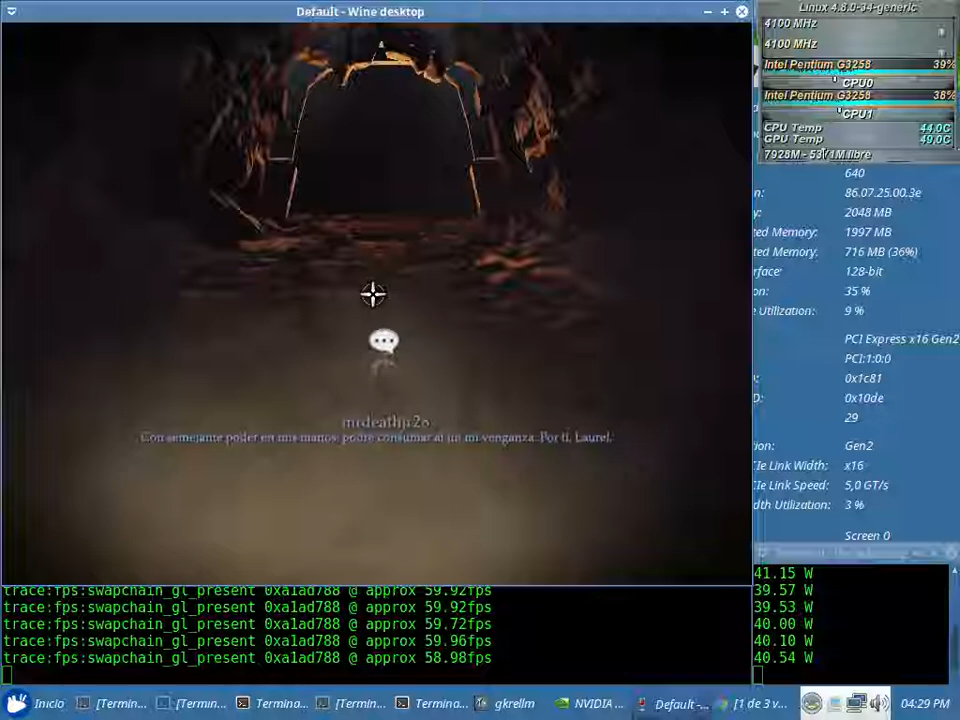 Default - Wine desktop
Linux 4.8.0-34-generic
4100 MHz
4100 MHz
Intel Pentium G3258 39%
CPU0
Intel Pentium G3258 38%
CPU1
CPU Temp 44.0C
GPU Temp 49.0C
7928M - libre
640
n: 86.07.25.00.3e
y: 2048 MB
ted Memory: 1997 MB
ed Memory: 716 MB (36%)
rface: 128-bit
on: 35 %
e Utilization: 9 %
PCI Express x16 Gen2
PCI:1:0:0
0x1c81
D: 0x10de
29
ion: Gen2
Ie Link Width: x16
Ie Link Speed: 5,0 GT/s
dth Utilization: 3 %
Screen 0
Con semejante poder en mis manos, podré consumar al fin mi venganza. Por ti, Laurel.
trace:fps:swapchain_gl_present 0xa1ad788 @ approx 59.92fps
trace:fps:swapchain_gl_present 0xa1ad788 @ approx 59.92fps
trace:fps:swapchain_gl_present 0xa1ad788 @ approx 59.72fps
trace:fps:swapchain_gl_present 0xa1ad788 @ approx 59.96fps
trace:fps:swapchain_gl_present 0xa1ad788 @ approx 58.98fps
41.15 W
39.57 W
39.53 W
40.00 W
40.10 W
40.54 W
Inicio [Termin... [Termin... Termina... [Termin... Termina... gkrellm NVIDIA ... Default -... [1 de 3 v... 04:29 PM